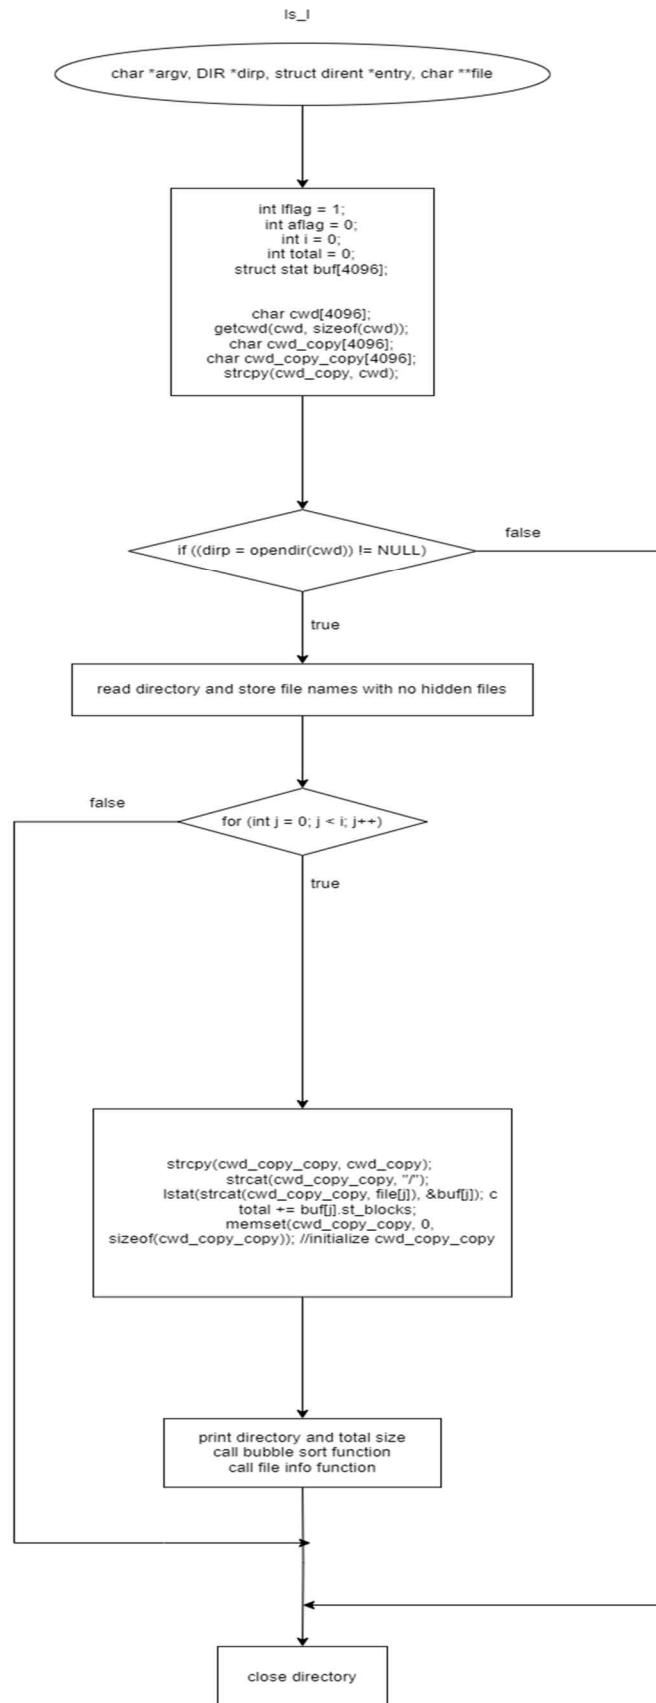 ls_l
char *argv, DIR *dirp, struct dirent *entry, char **file
int lflag = 1;
int aflag = 0;
int i = 0;
int total = 0;
struct stat buf[4096];
char cwd[4096];
getcwd(cwd, sizeof(cwd));
char cwd_copy[4096];
char cwd_copy_copy[4096];
strcpy(cwd_copy, cwd);
if ((dirp = opendir(cwd)) != NULL)
false
true
read directory and store file names with no hidden files
false
for (int j = 0; j < i; j++)
true
strcpy(cwd_copy_copy, cwd_copy);
strcat(cwd_copy_copy, "/");
lstat(strcat(cwd_copy_copy, file[j]), &buf[j]); c
total += buf[j].st_blocks;
memset(cwd_copy_copy, 0,
sizeof(cwd_copy_copy)); //initialize cwd_copy_copy
print directory and total size
call bubble sort function
call file info function
close directory